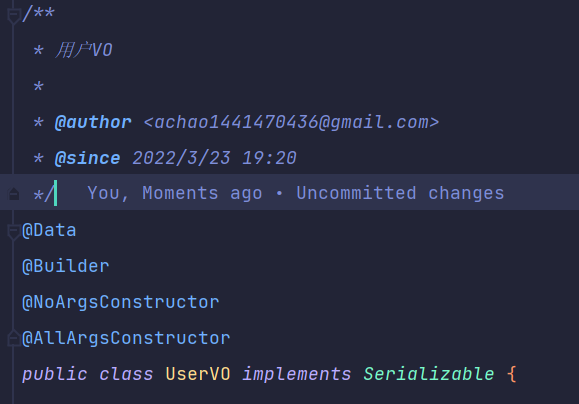 /**
* 用户VO
*
* @author <achao1441470436@gmail.com>
* @since 2022/3/23 19:20
*/ You, Moments ago • Uncommitted changes
@Data
@Builder
@NoArgsConstructor
@AllArgsConstructor
public class UserVO implements Serializable {